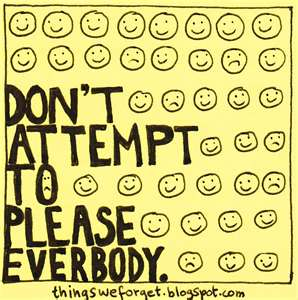 DON'T
ATTEMPT
TO
PLEASE
EVERBODY.
thingsweforget.blogspot.com